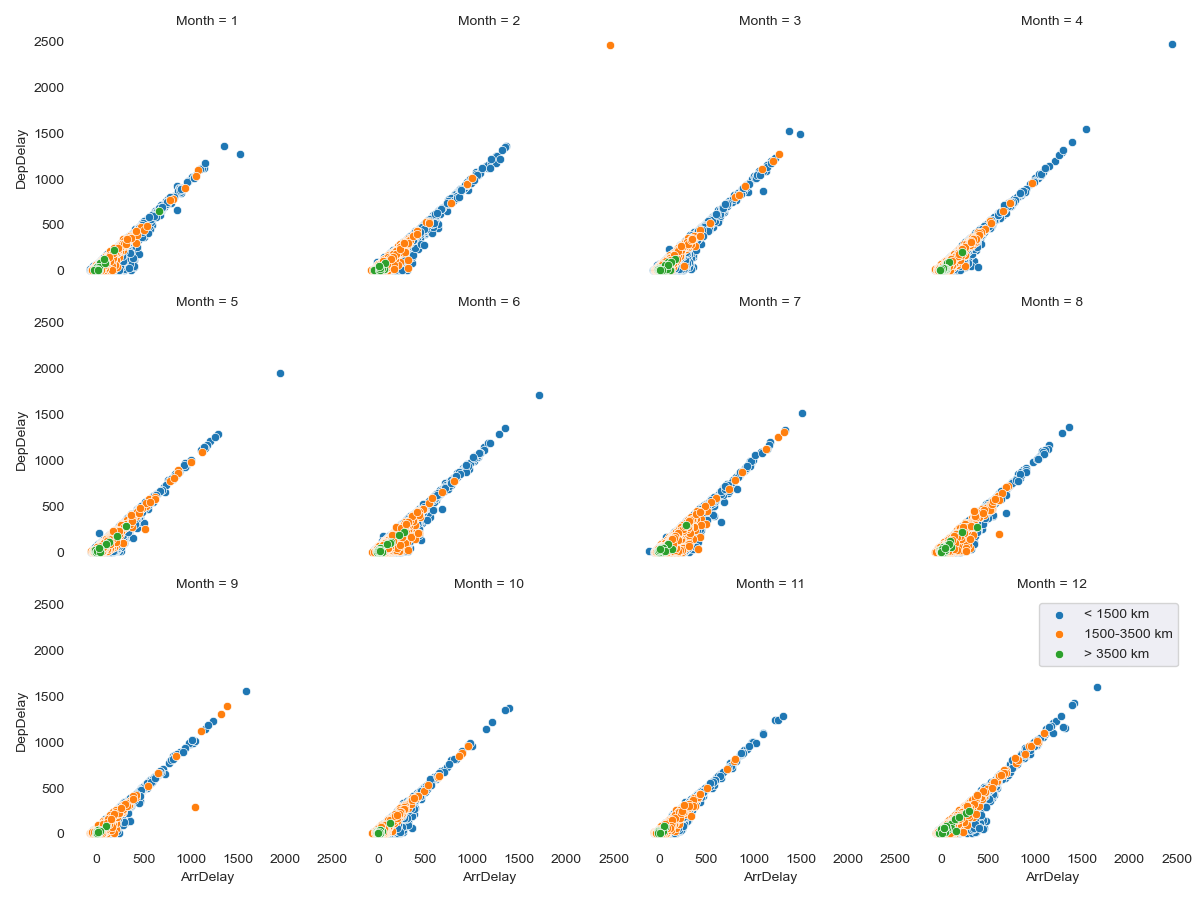 Month = 1
Month = 2
Month = 3
Month = 4
2500
2000
1500
1000
500
0
DepDelay
Month = 5
Month = 6
Month = 7
Month = 8
2500
2000
1500
1000
500
0
DepDelay
Month = 9
Month = 10
Month = 11
Month = 12
2500
2000
1500
1000
500
0
DepDelay
< 1500 km
1500-3500 km
> 3500 km
0 500 1000 1500 2000 2500
0 500 1000 1500 2000 2500
0 500 1000 1500 2000 2500
0 500 1000 1500 2000 2500
ArrDelay
ArrDelay
ArrDelay
ArrDelay